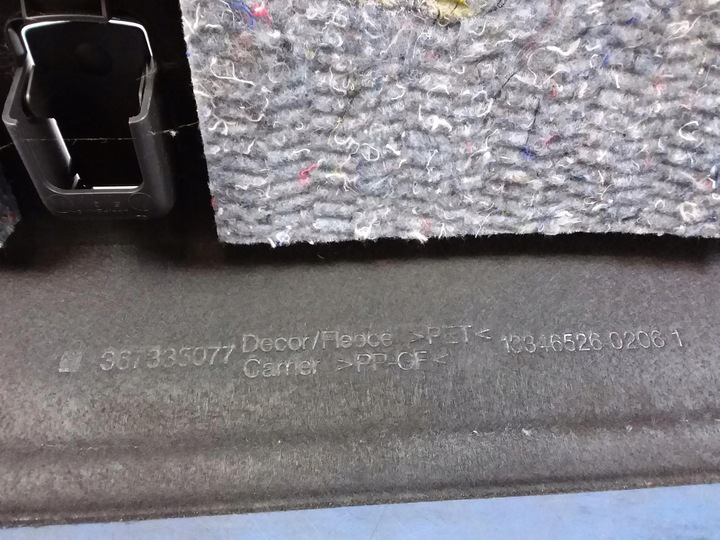 367335077 Decor/Fleece >PET< 13346526 0206 1
Carrier >PP-GF<